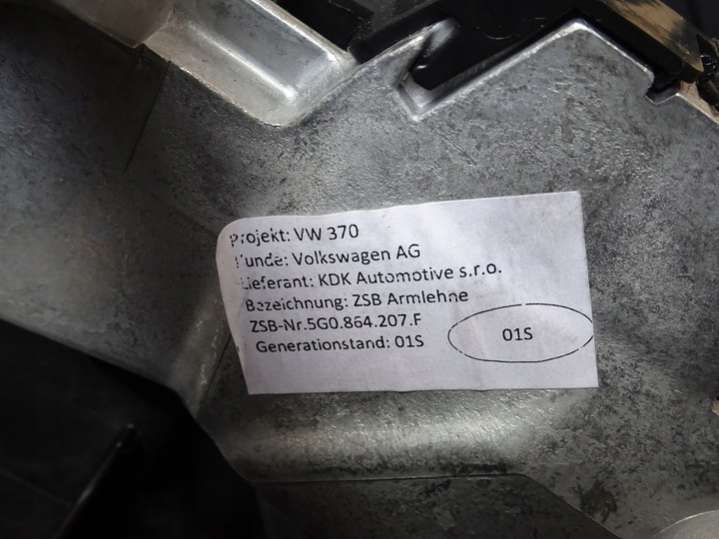 Projekt: VW 370
Kunde: Volkswagen AG
Lieferant: KDK Automotive s.r.o.
Bezeichnung: ZSB Armlehne
ZSB-Nr.5G0.864.207.F
Generationstand: 01S
01S